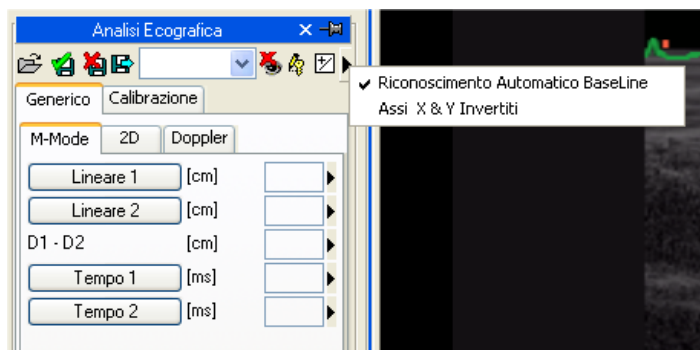 Analisi Ecografica
Riconoscimento Automatico BaseLine
Assi X & Y Invertiti
Generico Calibrazione
M-Mode 2D Doppler
Lineare 1 [cm]
Lineare 2 [cm]
D1 - D2 [cm]
Tempo 1 [ms]
Tempo 2 [ms]